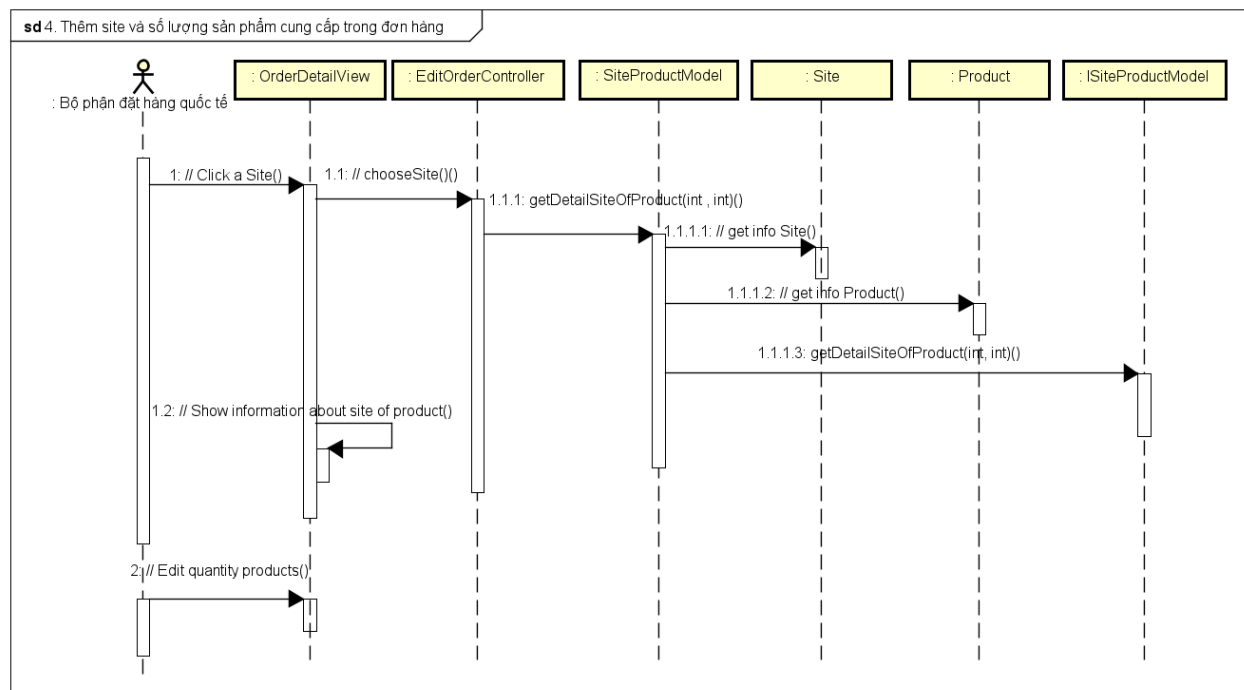 sd 4. Thêm site và số lượng sản phẩm cung cấp trong đơn hàng
: Bộ phận đặt hàng quốc tế
: OrderDetailView
: EditOrderController
: SiteProductModel
: Site
: Product
: ISiteProductModel
1: // Click a Site()
1.1: // chooseSite()()
1.1.1: getDetailSiteOfProduct(int , int)()
1.1.1.1: // get info Site()
1.1.1.2: // get info Product()
1.1.1.3: getDetailSiteOfProduct(int, int)()
1.2: // Show information about site of product()
2: // Edit quantity products()